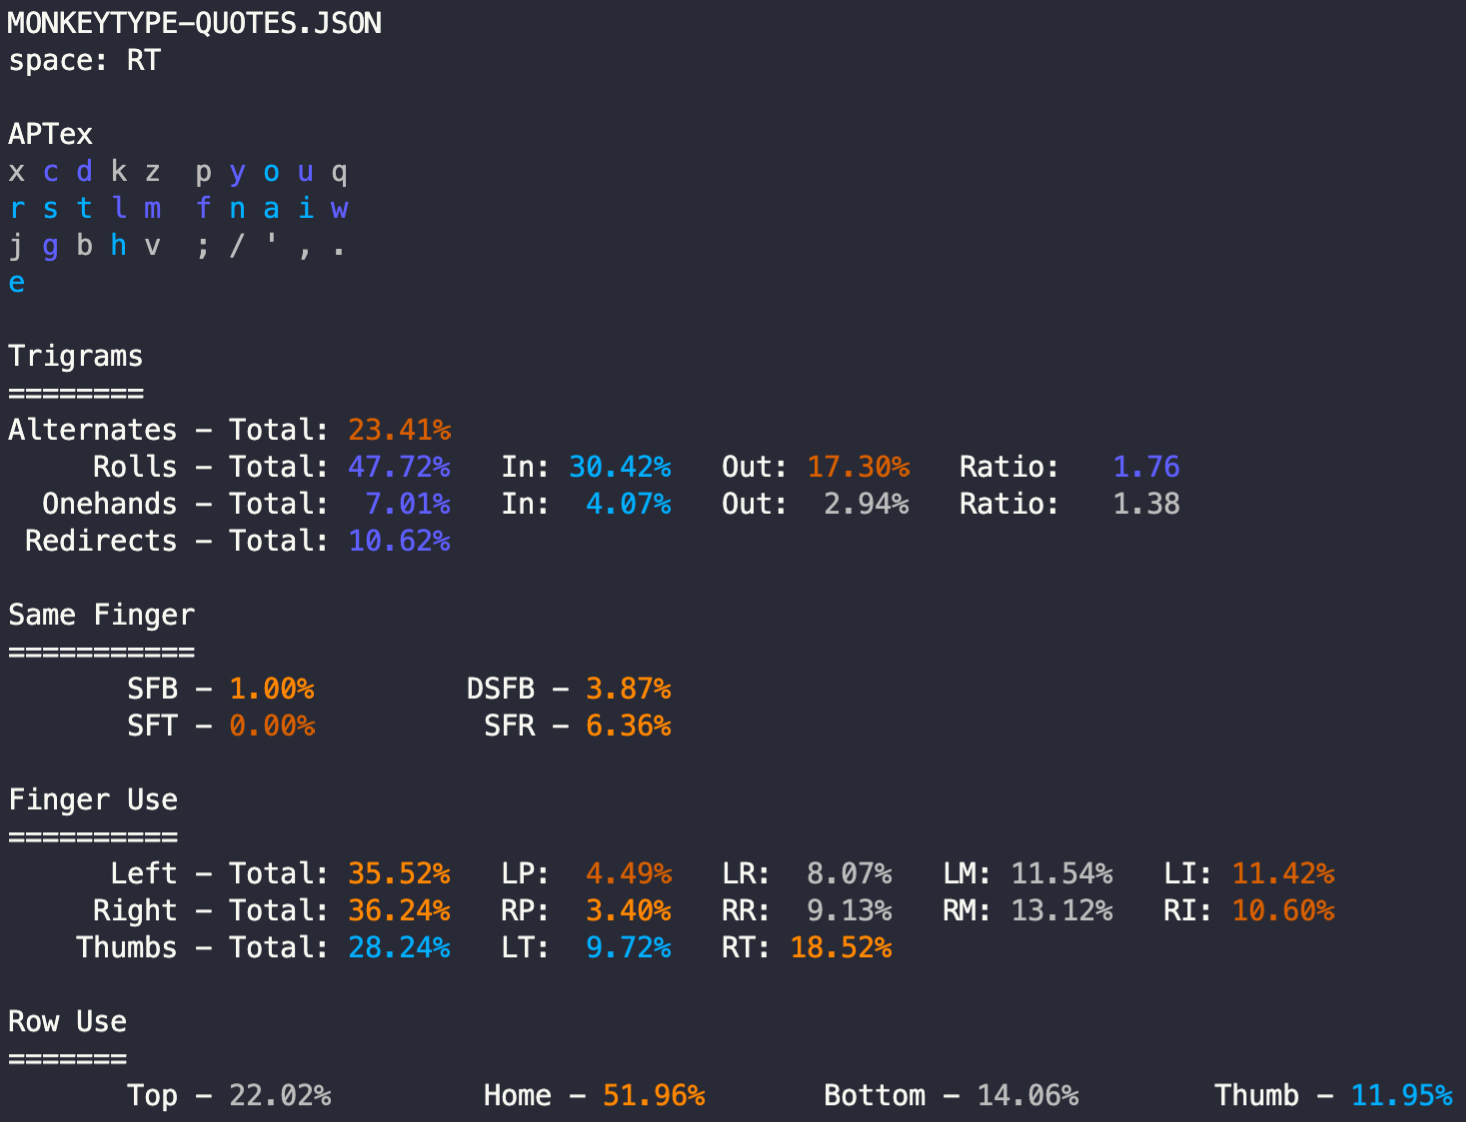 MONKEYTYPE-QUOTES.JSON
space: RT
APTex
x c d k z  p y o u q
r s t l m  f n a i w
j g b h v  ; / ' , .
e
Trigrams
========
Alternates - Total: 23.41%
Rolls - Total: 47.72%   In: 30.42%   Out: 17.30%   Ratio:   1.76
Onehands - Total:  7.01%   In:  4.07%   Out:  2.94%   Ratio:   1.38
Redirects - Total: 10.62%
Same Finger
===========
SFB - 1.00%         DSFB - 3.87%
SFT - 0.00%          SFR - 6.36%
Finger Use
==========
Left - Total: 35.52%   LP:  4.49%   LR:  8.07%   LM: 11.54%   LI: 11.42%
Right - Total: 36.24%   RP:  3.40%   RR:  9.13%   RM: 13.12%   RI: 10.60%
Thumbs - Total: 28.24%   LT:  9.72%   RT: 18.52%
Row Use
=======
Top - 22.02%         Home - 51.96%       Bottom - 14.06%        Thumb - 11.95%